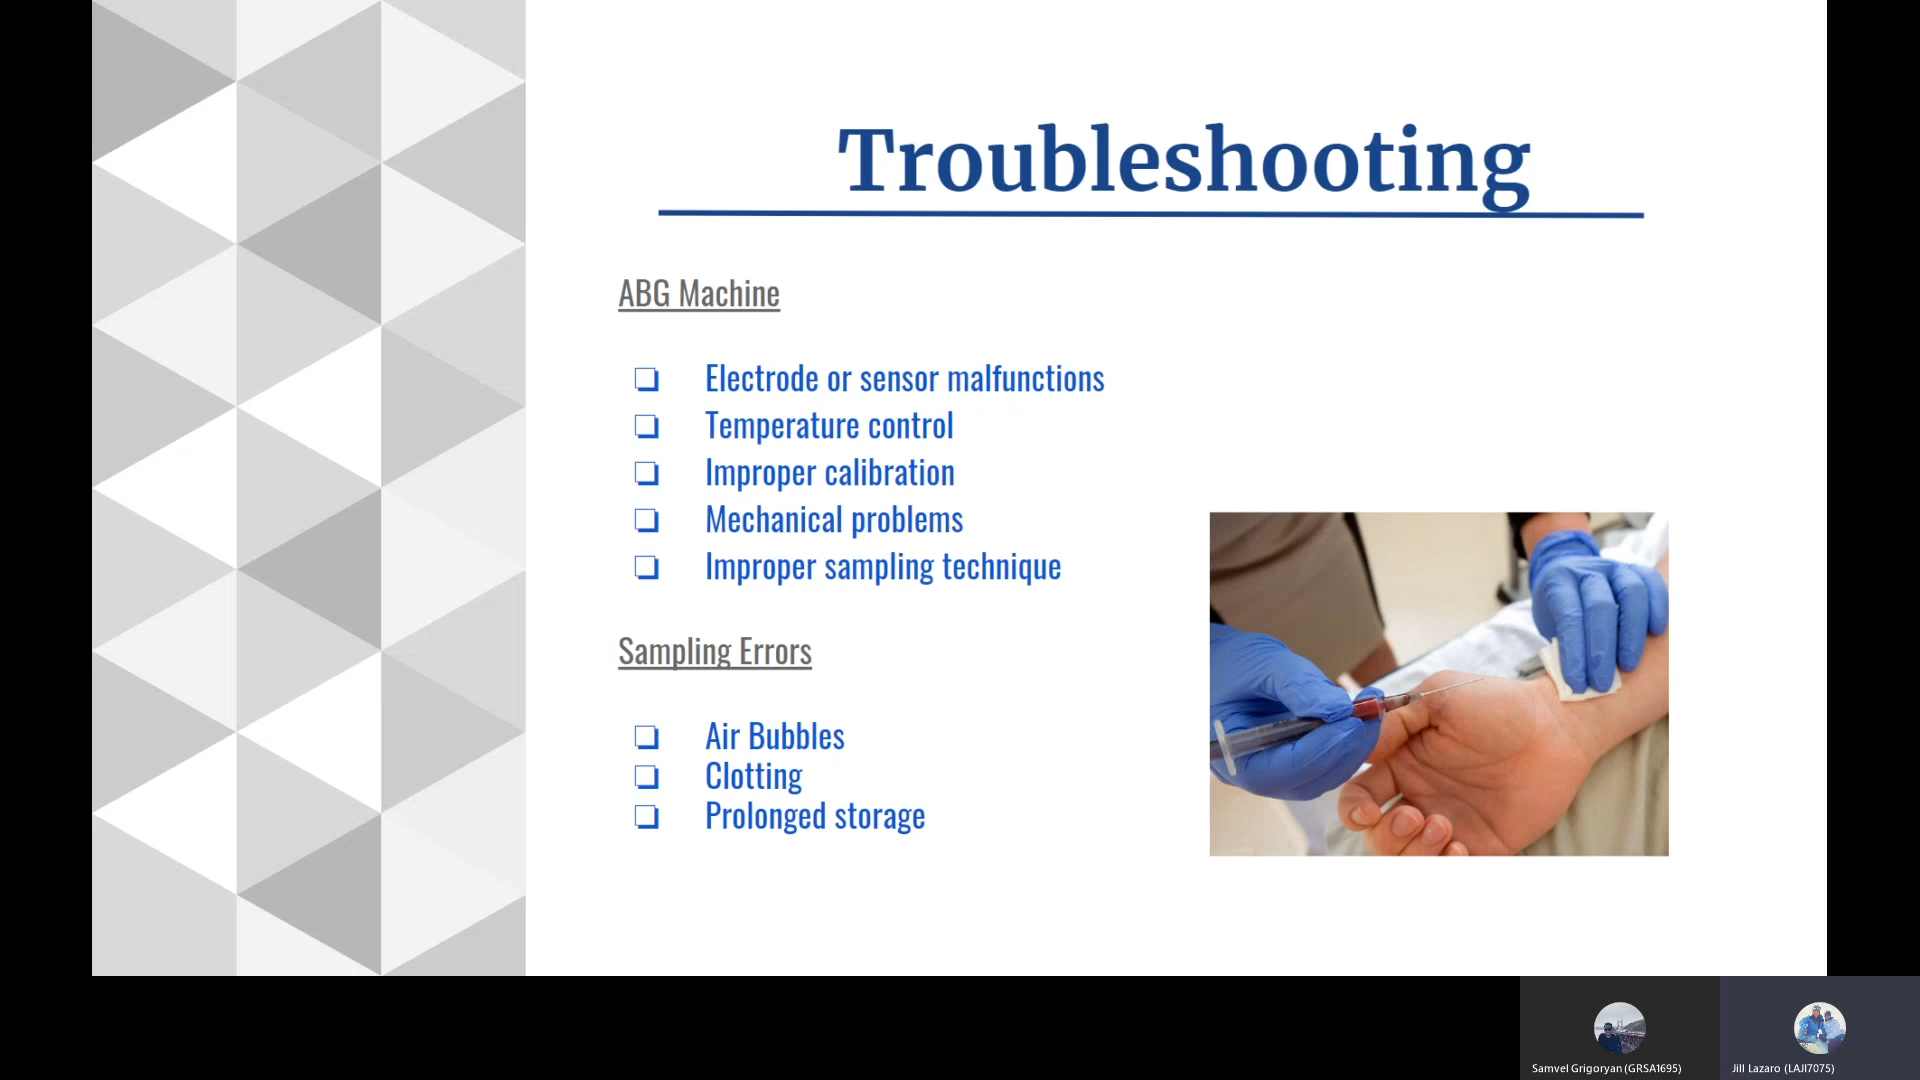 Troubleshooting
ABG Machine
❏ Electrode or sensor malfunctions
❏ Temperature control
❏ Improper calibration
❏ Mechanical problems
❏ Improper sampling technique
Sampling Errors
❏ Air Bubbles
❏ Clotting
❏ Prolonged storage
Samvel Grigoryan (GRSA1695)
Jill Lazaro (LAJI7075)